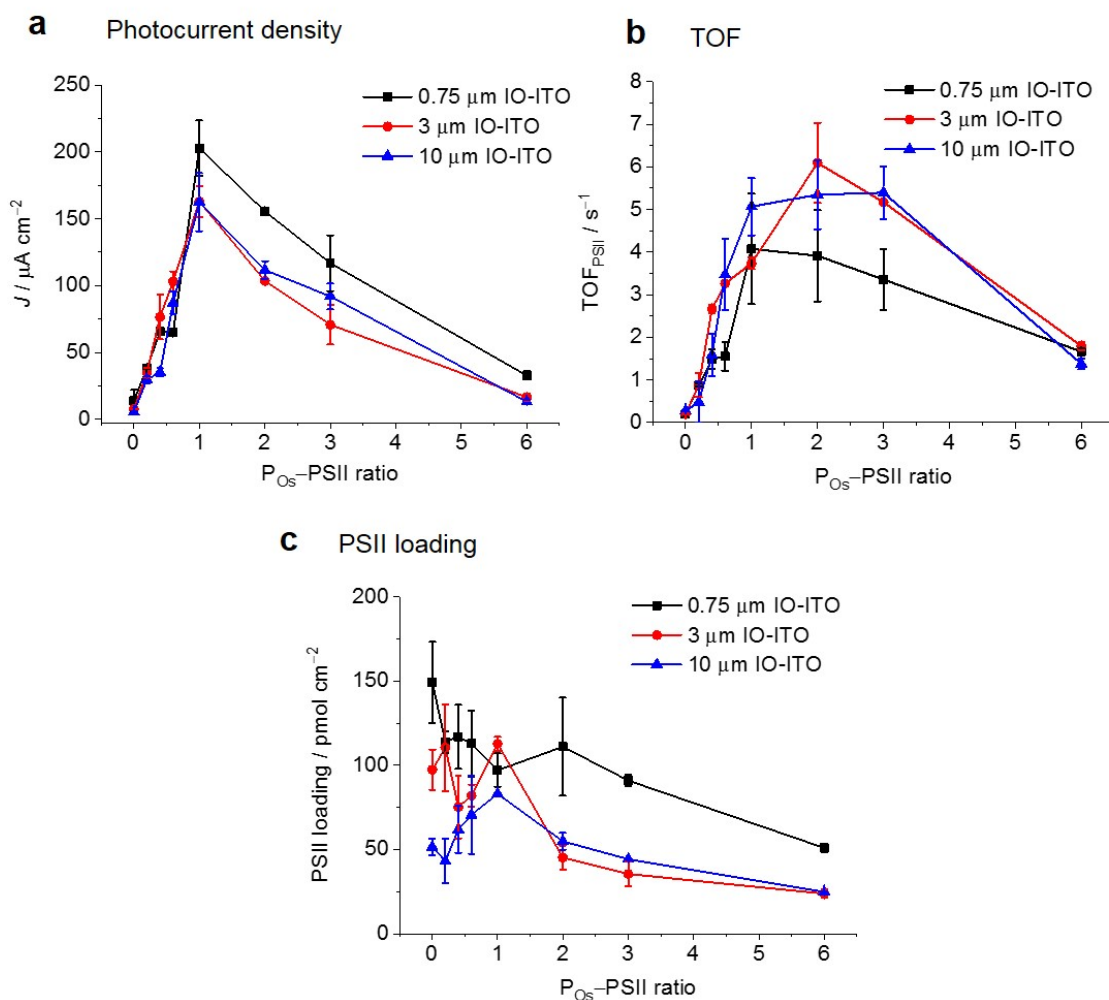 a Photocurrent density
250
200
150
100
50
0
J / μA cm⁻²
0.75 μm IO-ITO
3 μm IO-ITO
10 μm IO-ITO
0 1 2 3 4 5 6
P_Os–PSII ratio
b TOF
8
7
6
5
4
3
2
1
0
TOF_PSII / s⁻¹
0.75 μm IO-ITO
3 μm IO-ITO
10 μm IO-ITO
0 1 2 3 4 5 6
P_Os–PSII ratio
c PSII loading
200
150
100
50
0
PSII loading / pmol cm⁻²
0.75 μm IO-ITO
3 μm IO-ITO
10 μm IO-ITO
0 1 2 3 4 5 6
P_Os–PSII ratio